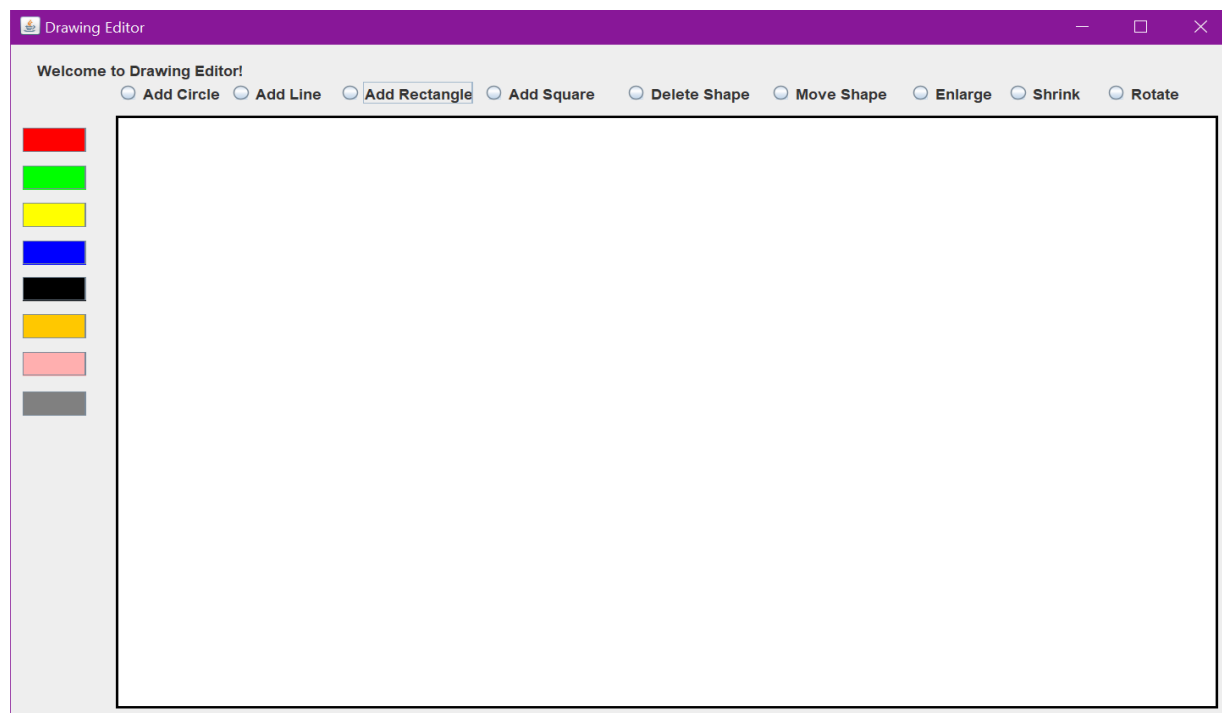 Drawing Editor
Welcome to Drawing Editor!
Add Circle Add Line Add Rectangle Add Square Delete Shape Move Shape Enlarge Shrink Rotate